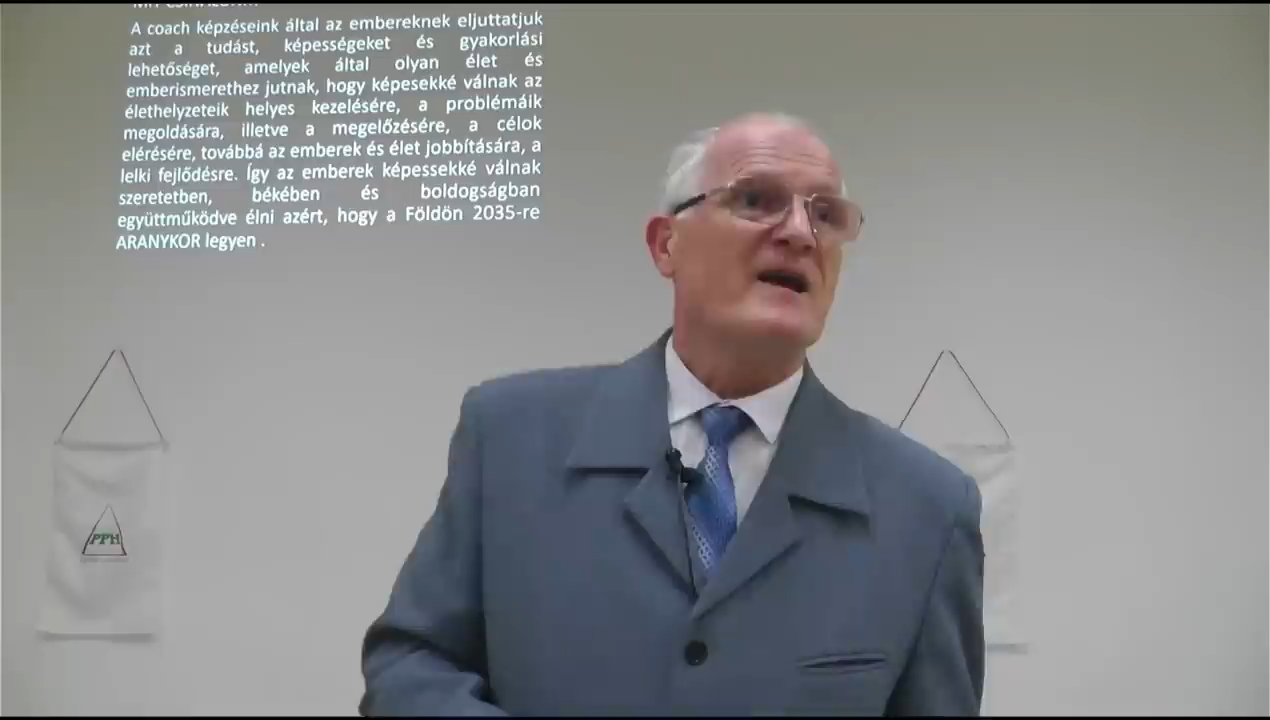 MIT CSINÁLUNK?
A coach képzéseink által az embereknek eljuttatjuk
azt a tudást, képességeket és gyakorlási
lehetőséget, amelyek által olyan élet és
emberismerethez jutnak, hogy képesekké válnak az
élethelyzeteik helyes kezelésére, a problémáik
megoldására, illetve a megelőzésére, a célok
elérésére, továbbá az emberek és élet jobbítására, a
lelki fejlődésre. Így az emberek képessekké válnak
szeretetben, békében és boldogságban
együttműködve élni azért, hogy a Földön 2035-re
ARANYKOR legyen .
PPH